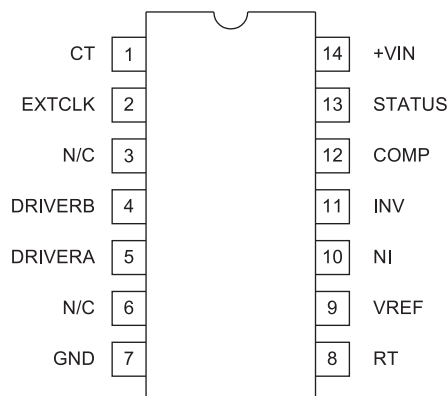 CT 1 14 +VIN
EXTCLK 2 13 STATUS
N/C 3 12 COMP
DRIVERB 4 11 INV
DRIVERA 5 10 NI
N/C 6 9 VREF
GND 7 8 RT